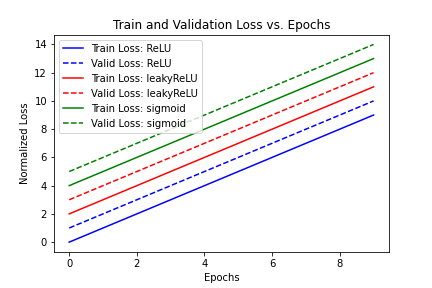 Train and Validation Loss vs. Epochs
Normalized Loss
14
12
10
8
6
4
2
0
Train Loss: ReLU
Valid Loss: ReLU
Train Loss: leakyReLU
Valid Loss: leakyReLU
Train Loss: sigmoid
Valid Loss: sigmoid
0 2 4 6 8
Epochs